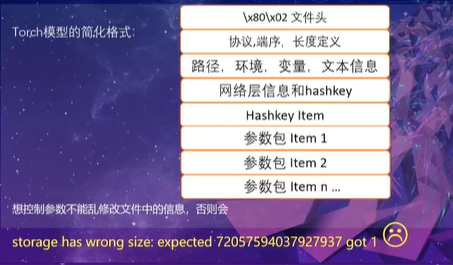 Torch模型的简化格式：
\x80\x02 文件头
协议,端序，长度定义
路径，环境，变量，文本信息
网络层信息和hashkey
Hashkey Item
参数包 Item 1
参数包 Item 2
参数包 Item n ...
想控制参数不能乱修改文件中的信息，否则会
storage has wrong size: expected 72057594037927937 got 1